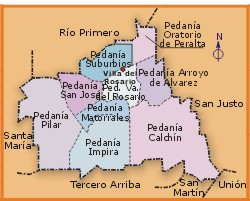 Río Primero
Pedanía
Oratorio
de Peralta
N
Pedanía
Suburbios
Villa del
Rosario
Pedanía Arroyo
de Alvarez
Pedanía
San José
Ped. Va.
del Rosario
San Justo
Pedanía
Matorrales
Santa
María
Pedanía
Pilar
Pedanía
Calchín
Pedanía
Impira
Tercero Arriba
San
Martín
Unión